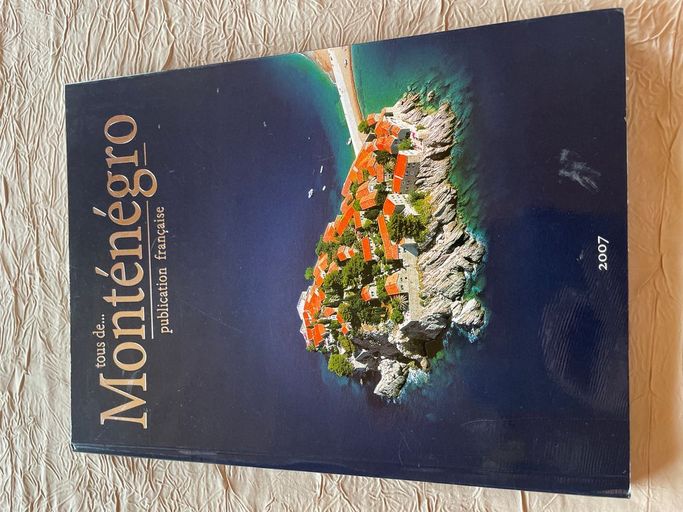 tous de...
Monténégro
publication française
2007